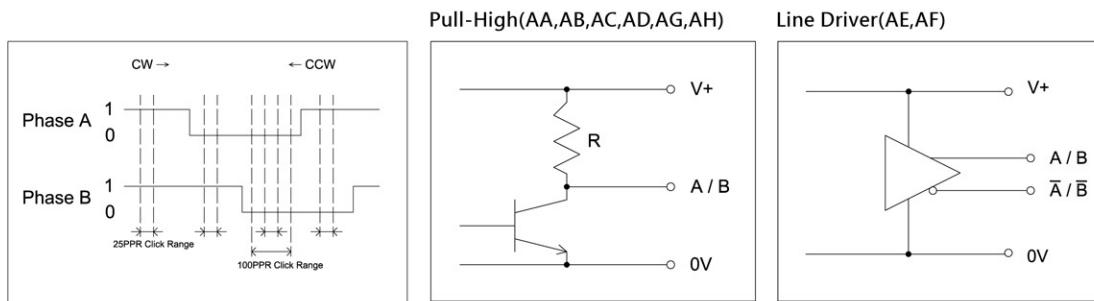 Pull-High(AA,AB,AC,AD,AG,AH)
Line Driver(AE,AF)
CW →
← CCW
Phase A
1
0
Phase B
1
0
25PPR Click Range
100PPR Click Range
V+
R
A / B
0V
V+
A / B
A̅ / B̅
0V